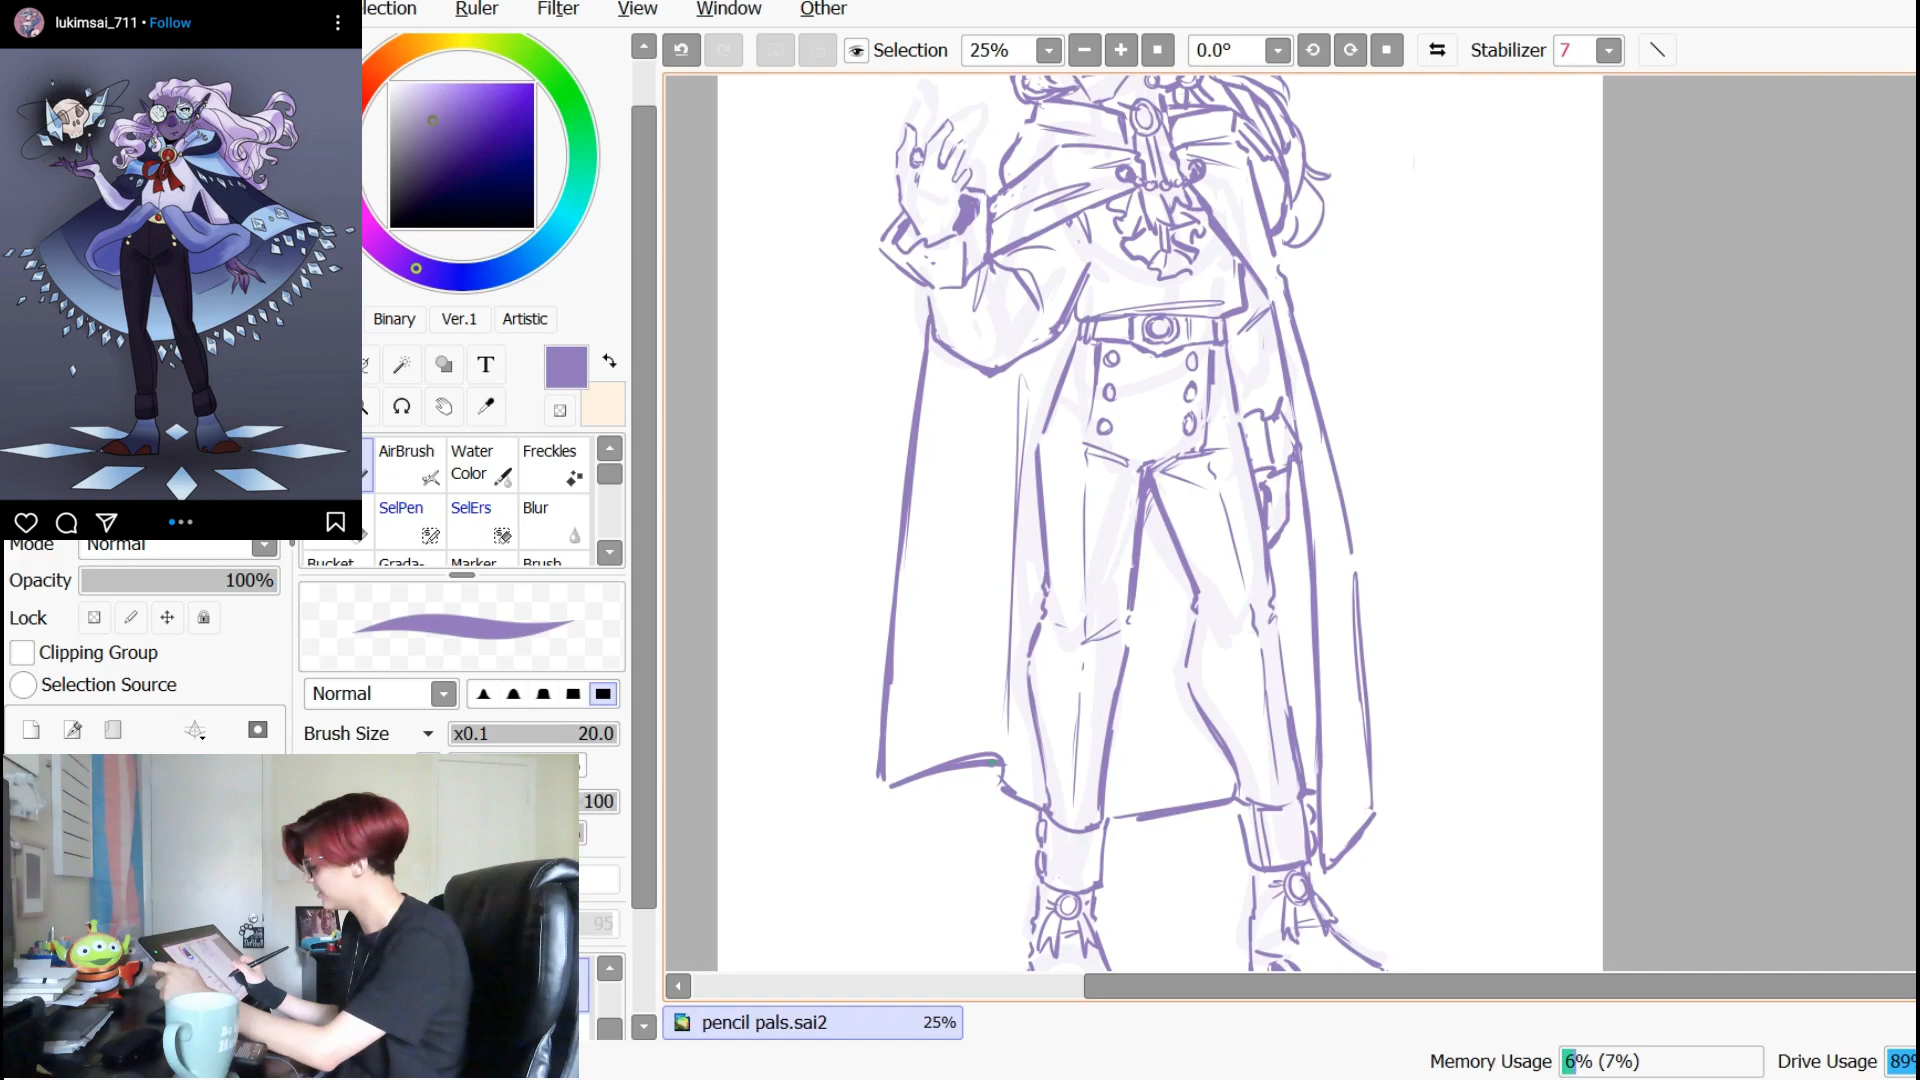 lukimsai_711 • Follow
lection Ruler Filter View Window Other
Selection 25% 0.0° Stabilizer 7
Binary Ver.1 Artistic
T
AirBrush Water Color Freckles
SelPen SelErs Blur
Bucket Grada- Marker Brush
Mode Normal
Opacity 100%
Lock
Clipping Group
Selection Source
Normal
Brush Size x0.1 20.0
100
95
pencil pals.sai2 25%
Memory Usage 6% (7%) Drive Usage 89%